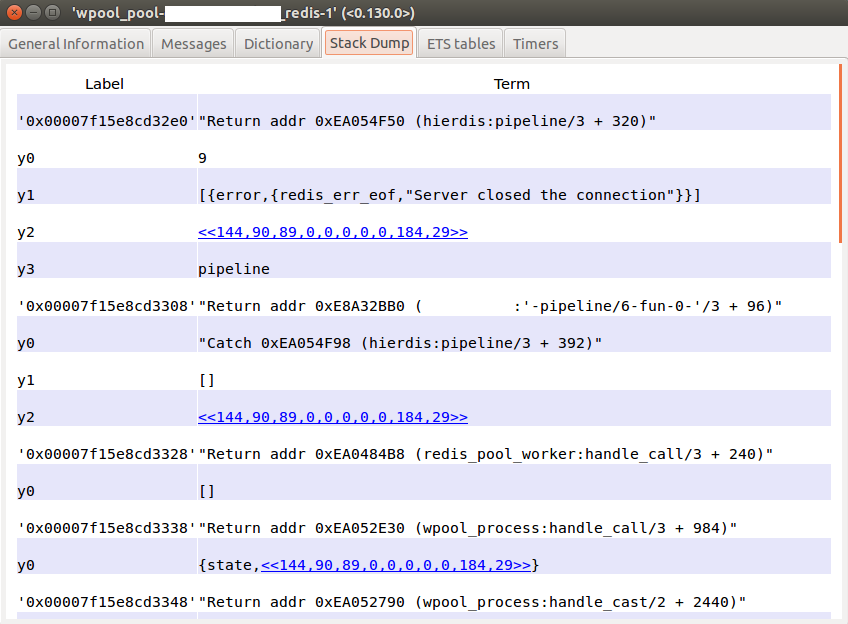 'wpool_pool-_redis-1' (<0.130.0>)
General Information Messages Dictionary Stack Dump ETS tables Timers
Label Term
'0x00007f15e8cd32e0' "Return addr 0xEA054F50 (hierdis:pipeline/3 + 320)"
y0 9
y1 [{error,{redis_err_eof,"Server closed the connection"}}]
y2 <<144,90,89,0,0,0,0,0,184,29>>
y3 pipeline
'0x00007f15e8cd3308' "Return addr 0xE8A32BB0 ( :'-pipeline/6-fun-0-'/3 + 96)"
y0 "Catch 0xEA054F98 (hierdis:pipeline/3 + 392)"
y1 []
y2 <<144,90,89,0,0,0,0,0,184,29>>
'0x00007f15e8cd3328' "Return addr 0xEA0484B8 (redis_pool_worker:handle_call/3 + 240)"
y0 []
'0x00007f15e8cd3338' "Return addr 0xEA052E30 (wpool_process:handle_call/3 + 984)"
y0 {state,<<144,90,89,0,0,0,0,0,184,29>>}
'0x00007f15e8cd3348' "Return addr 0xEA052790 (wpool_process:handle_cast/2 + 2440)"